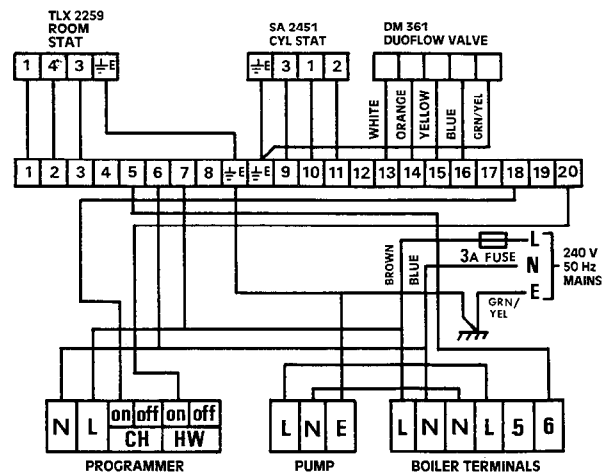 TLX 2259
ROOM
STAT
SA 2451
CYL STAT
DM 361
DUOFLOW VALVE
1 4 3 E
E 3 1 2
WHITE
ORANGE
YELLOW
BLUE
GRN/YEL
1 2 3 4 5 6 7 8 E E 9 10 11 12 13 14 15 16 17 18 19 20
BROWN
BLUE
3A FUSE
L
N
E
240 V
50 Hz
MAINS
GRN/
YEL
N L on off on off
CH HW
L N E
L N N L 5 6
PROGRAMMER
PUMP
BOILER TERMINALS